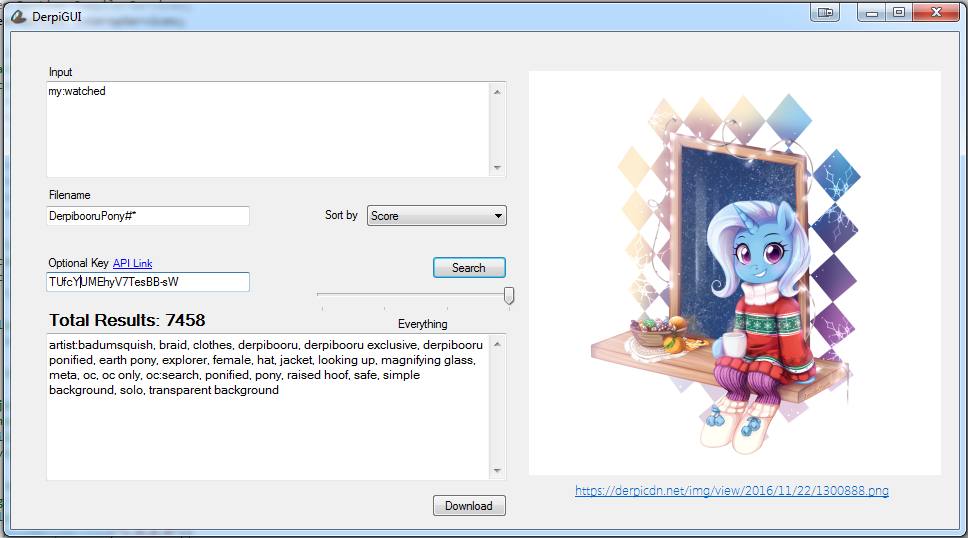 DerpiGUI
Input
my:watched
Filename
DerpibooruPony#*
Sort by
Score
Optional Key API Link
TUfcYUMEhyV7TesBB-sW
Search
Everything
Total Results: 7458
artist:badumsquish, braid, clothes, derpibooru, derpibooru exclusive, derpibooru
ponified, earth pony, explorer, female, hat, jacket, looking up, magnifying glass,
meta, oc, oc only, oc:search, ponified, pony, raised hoof, safe, simple
background, solo, transparent background
https://derpicdn.net/img/view/2016/11/22/1300888.png
Download